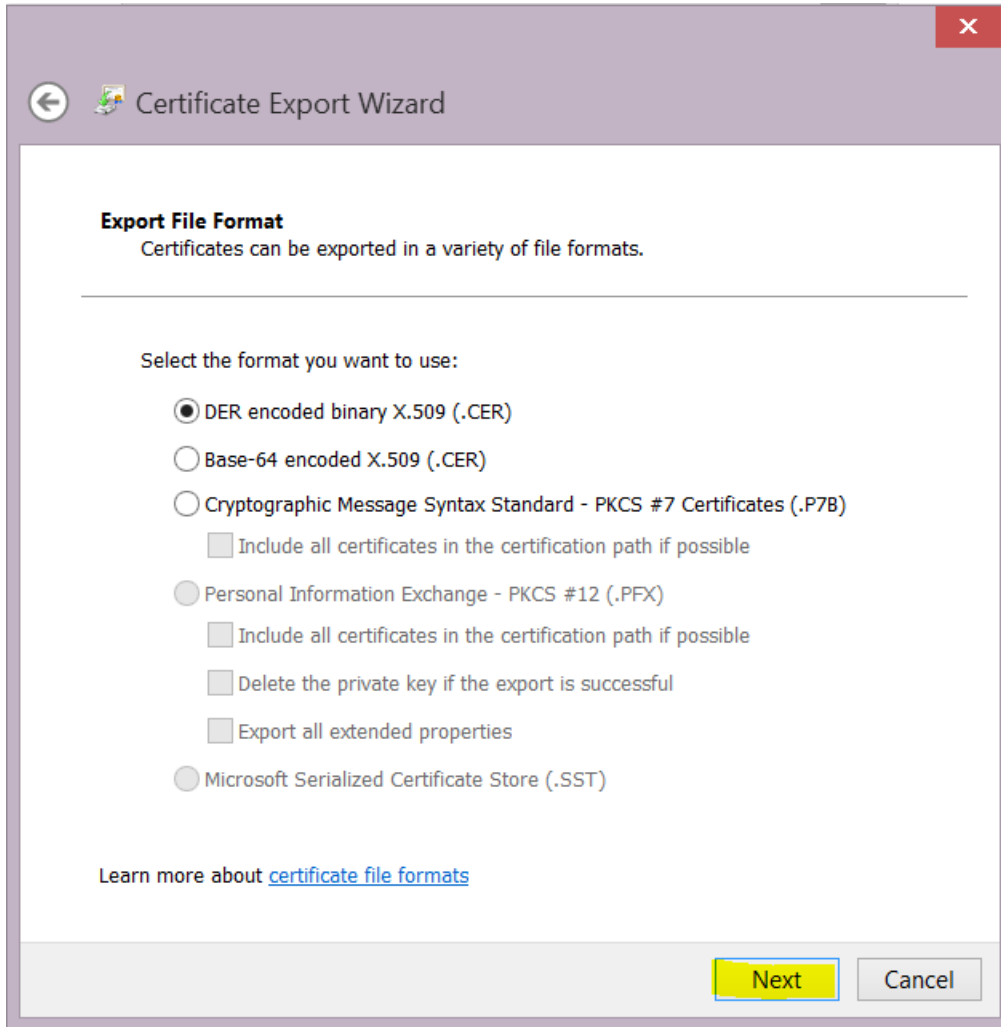 Certificate Export Wizard
Export File Format
Certificates can be exported in a variety of file formats.
Select the format you want to use:
DER encoded binary X.509 (.CER)
Base-64 encoded X.509 (.CER)
Cryptographic Message Syntax Standard - PKCS #7 Certificates (.P7B)
Include all certificates in the certification path if possible
Personal Information Exchange - PKCS #12 (.PFX)
Include all certificates in the certification path if possible
Delete the private key if the export is successful
Export all extended properties
Microsoft Serialized Certificate Store (.SST)
Learn more about certificate file formats
Next Cancel